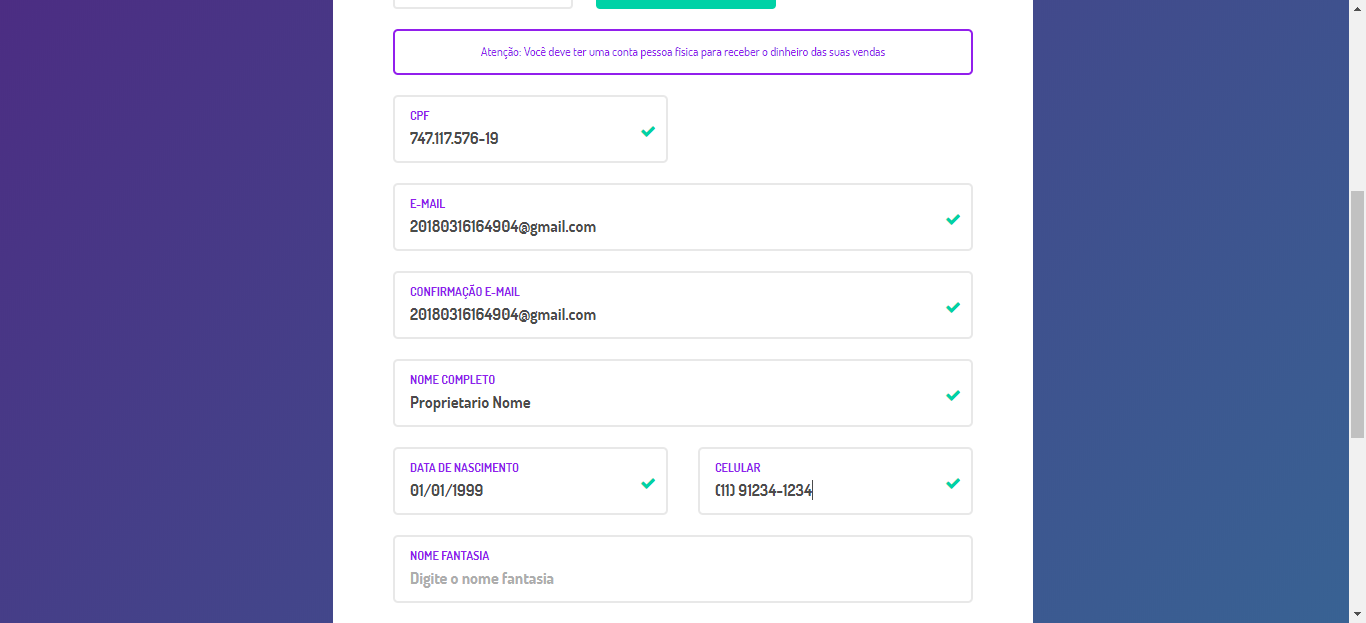 Atenção: Você deve ter uma conta pessoa física para receber o dinheiro das suas vendas
CPF
747.117.576-19
E-MAIL
20180316164904@gmail.com
CONFIRMAÇÃO E-MAIL
20180316164904@gmail.com
NOME COMPLETO
Proprietario Nome
DATA DE NASCIMENTO
01/01/1999
CELULAR
(11) 91234-1234
NOME FANTASIA
Digite o nome fantasia